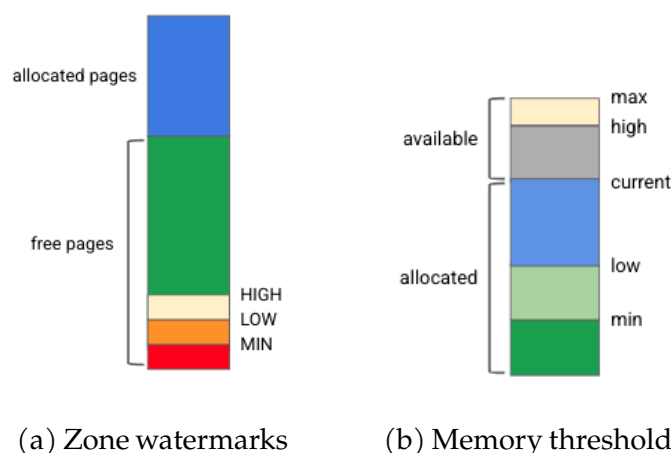 allocated pages
free pages
HIGH
LOW
MIN
max
high
available
current
low
allocated
min
(a) Zone watermarks
(b) Memory threshold